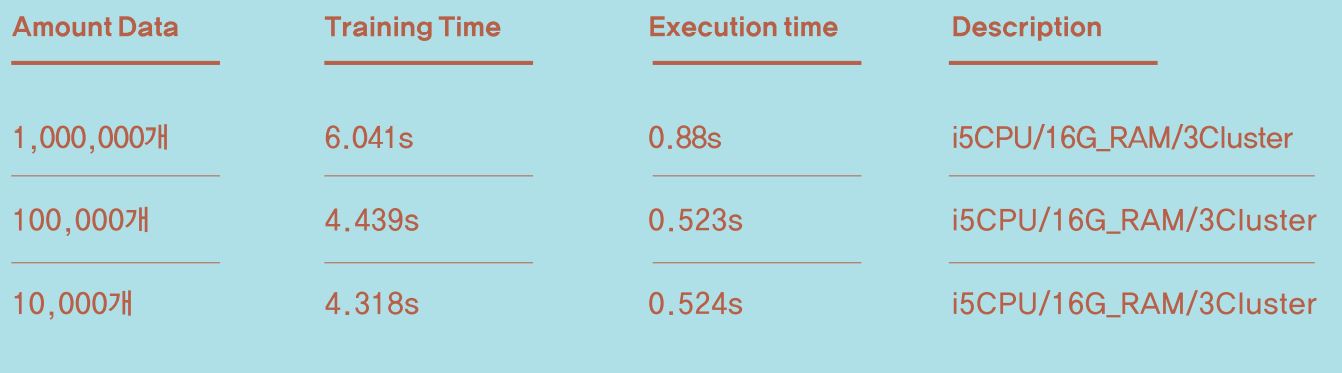 Amount Data Training Time Execution time Description
1,000,000개 6.041s 0.88s i5CPU/16G_RAM/3Cluster
100,000개 4.439s 0.523s i5CPU/16G_RAM/3Cluster
10,000개 4.318s 0.524s i5CPU/16G_RAM/3Cluster